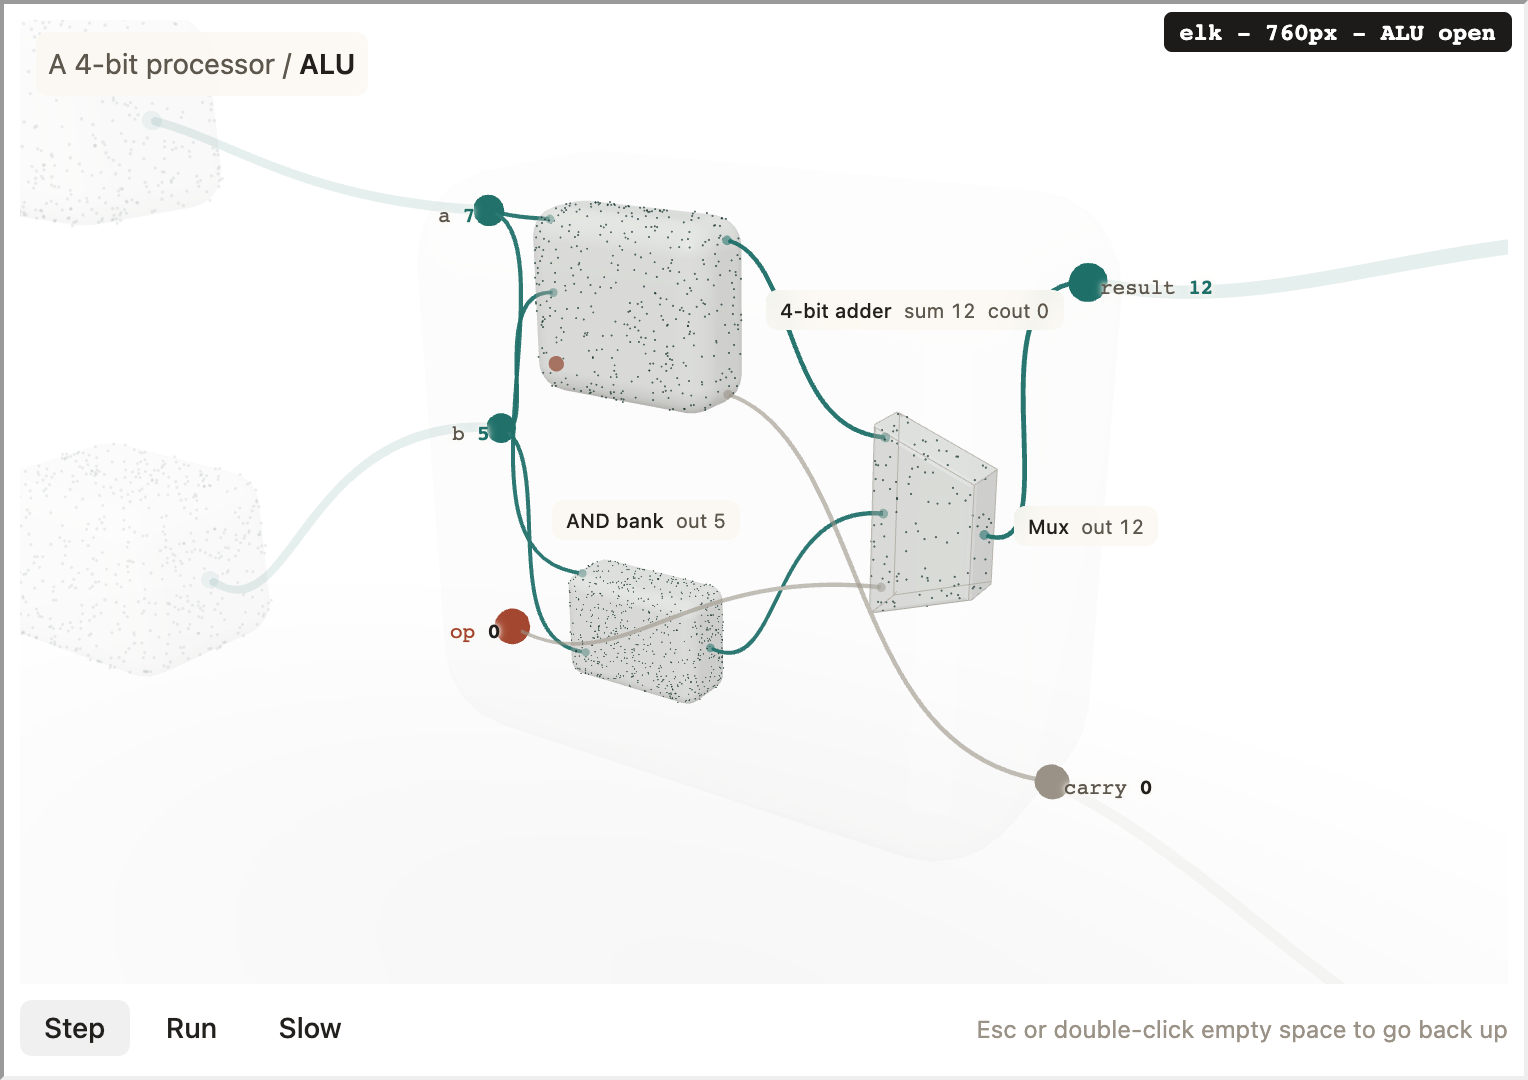 elk – 760px – ALU open
A 4-bit processor / ALU
a 7
4-bit adder sum 12 cout 0
result 12
b 5
AND bank out 5
Mux out 12
op 0
carry 0
Step Run Slow
Esc or double-click empty space to go back up